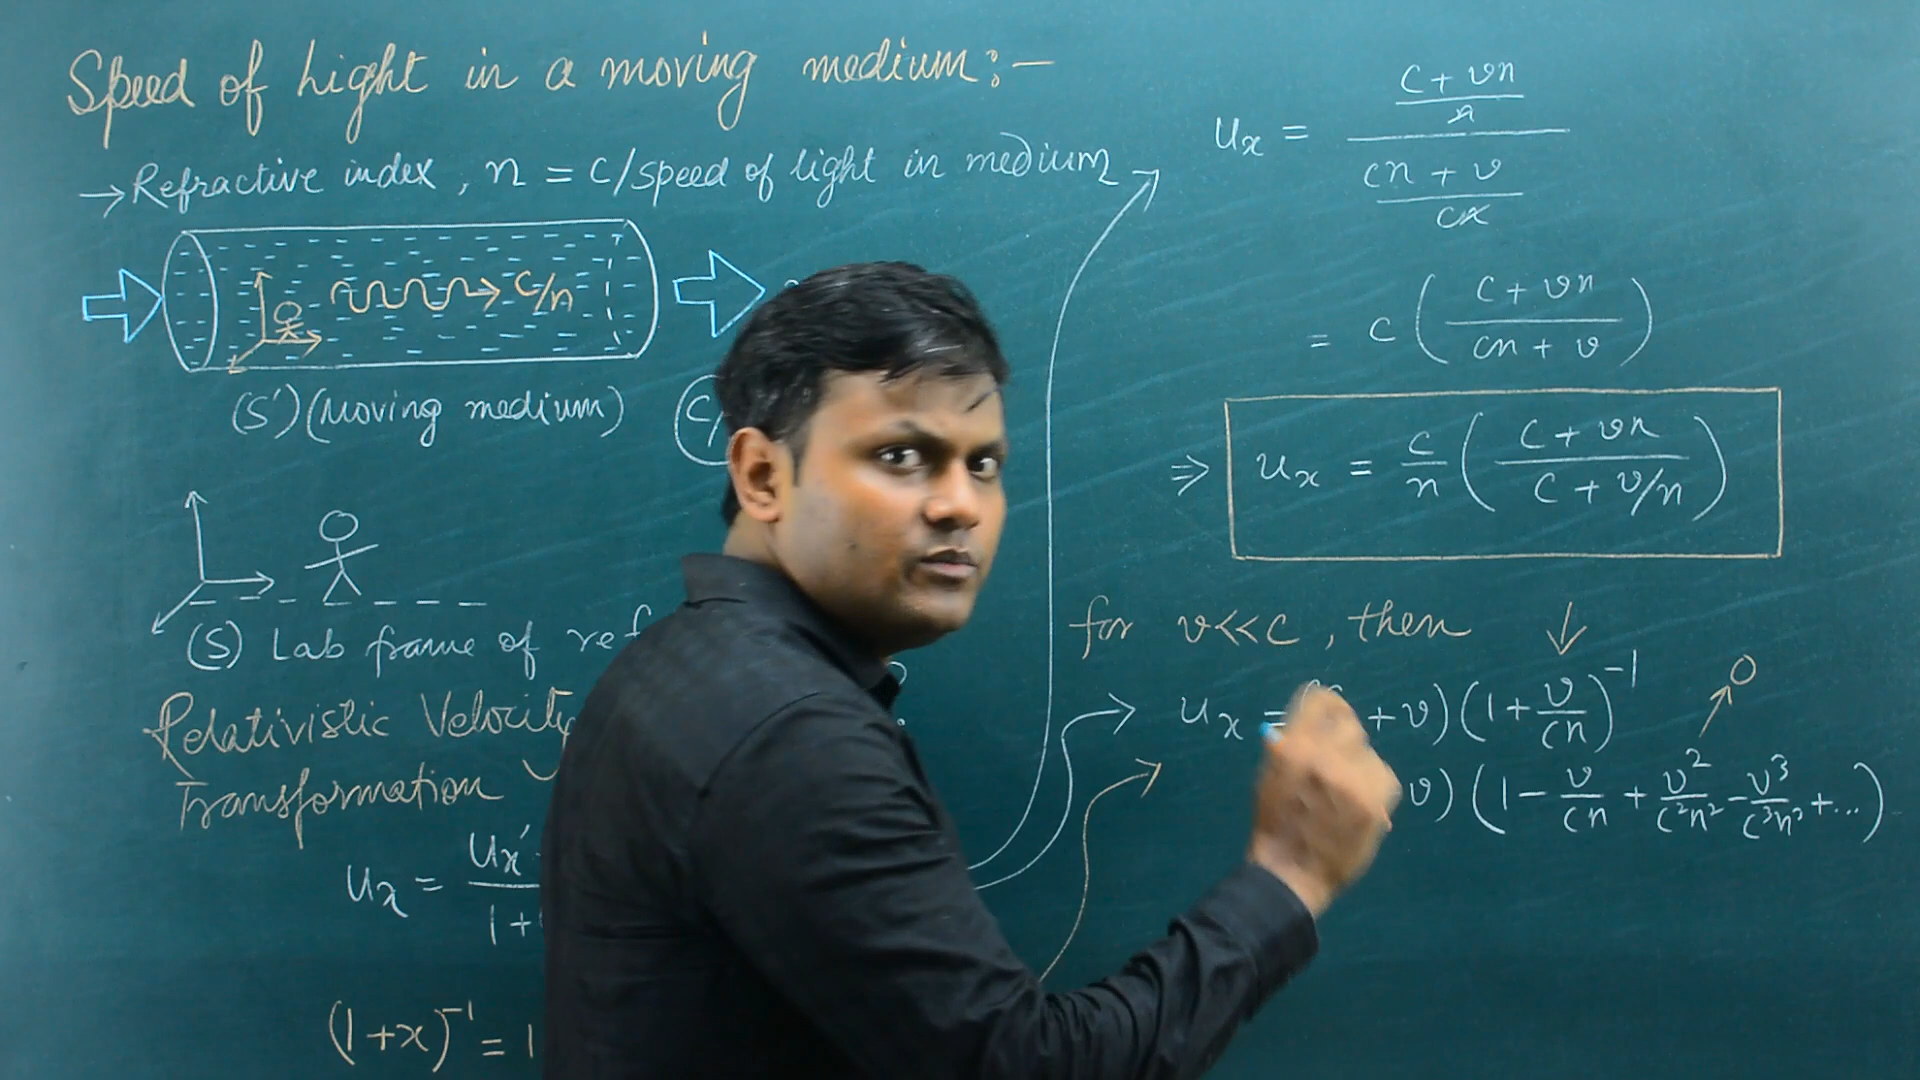 Speed of Light in a moving medium:-
→ Refractive index, n = c/speed of light in medium
c/n
(S')(Moving medium)
(c/
(S) Lab frame of ref
Relativistic Velocity
Transformation
uₓ = uₓ' / 1+
(1+x)⁻¹ = 1
uₓ = ((c + vn)/n) / ((cn + v)/cn)
= c ((c + vn)/(cn + v))
⇒ uₓ = c/n ((c + vn)/(c + v/n))
for v<<c, then ↓
uₓ = ( + v)(1 + v/cn)⁻¹ 0
v)(1 - v/cn + v²/c²n² - v³/c³n³ + ...)